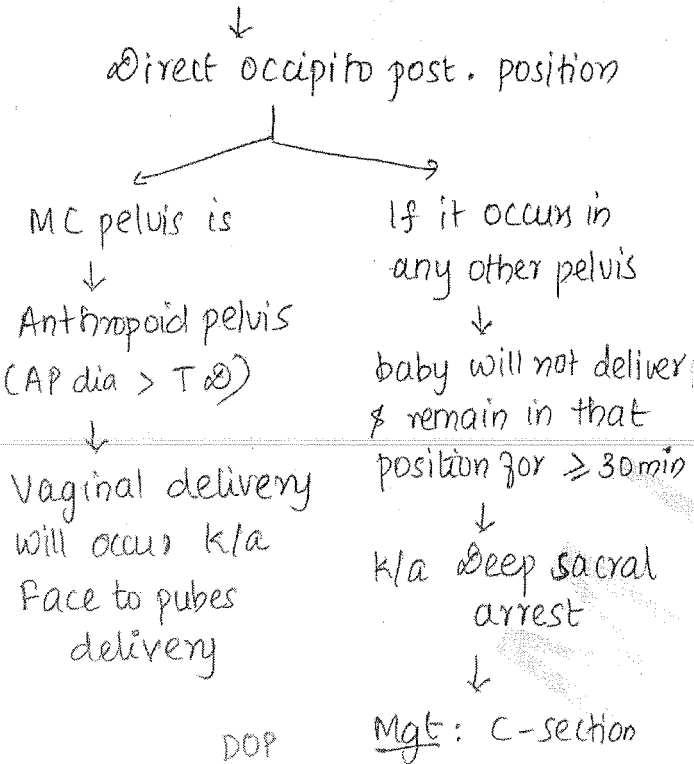 Direct occipito post. position
MC pelvis is
Anthropoid pelvis
(AP dia > TD)
Vaginal delivery
will occur k/a
Face to pubes
delivery
If it occurs in
any other pelvis
baby will not deliver
& remain in that
position for ≥ 30min
k/a Deep sacral
arrest
Mgt: C-section
DOP